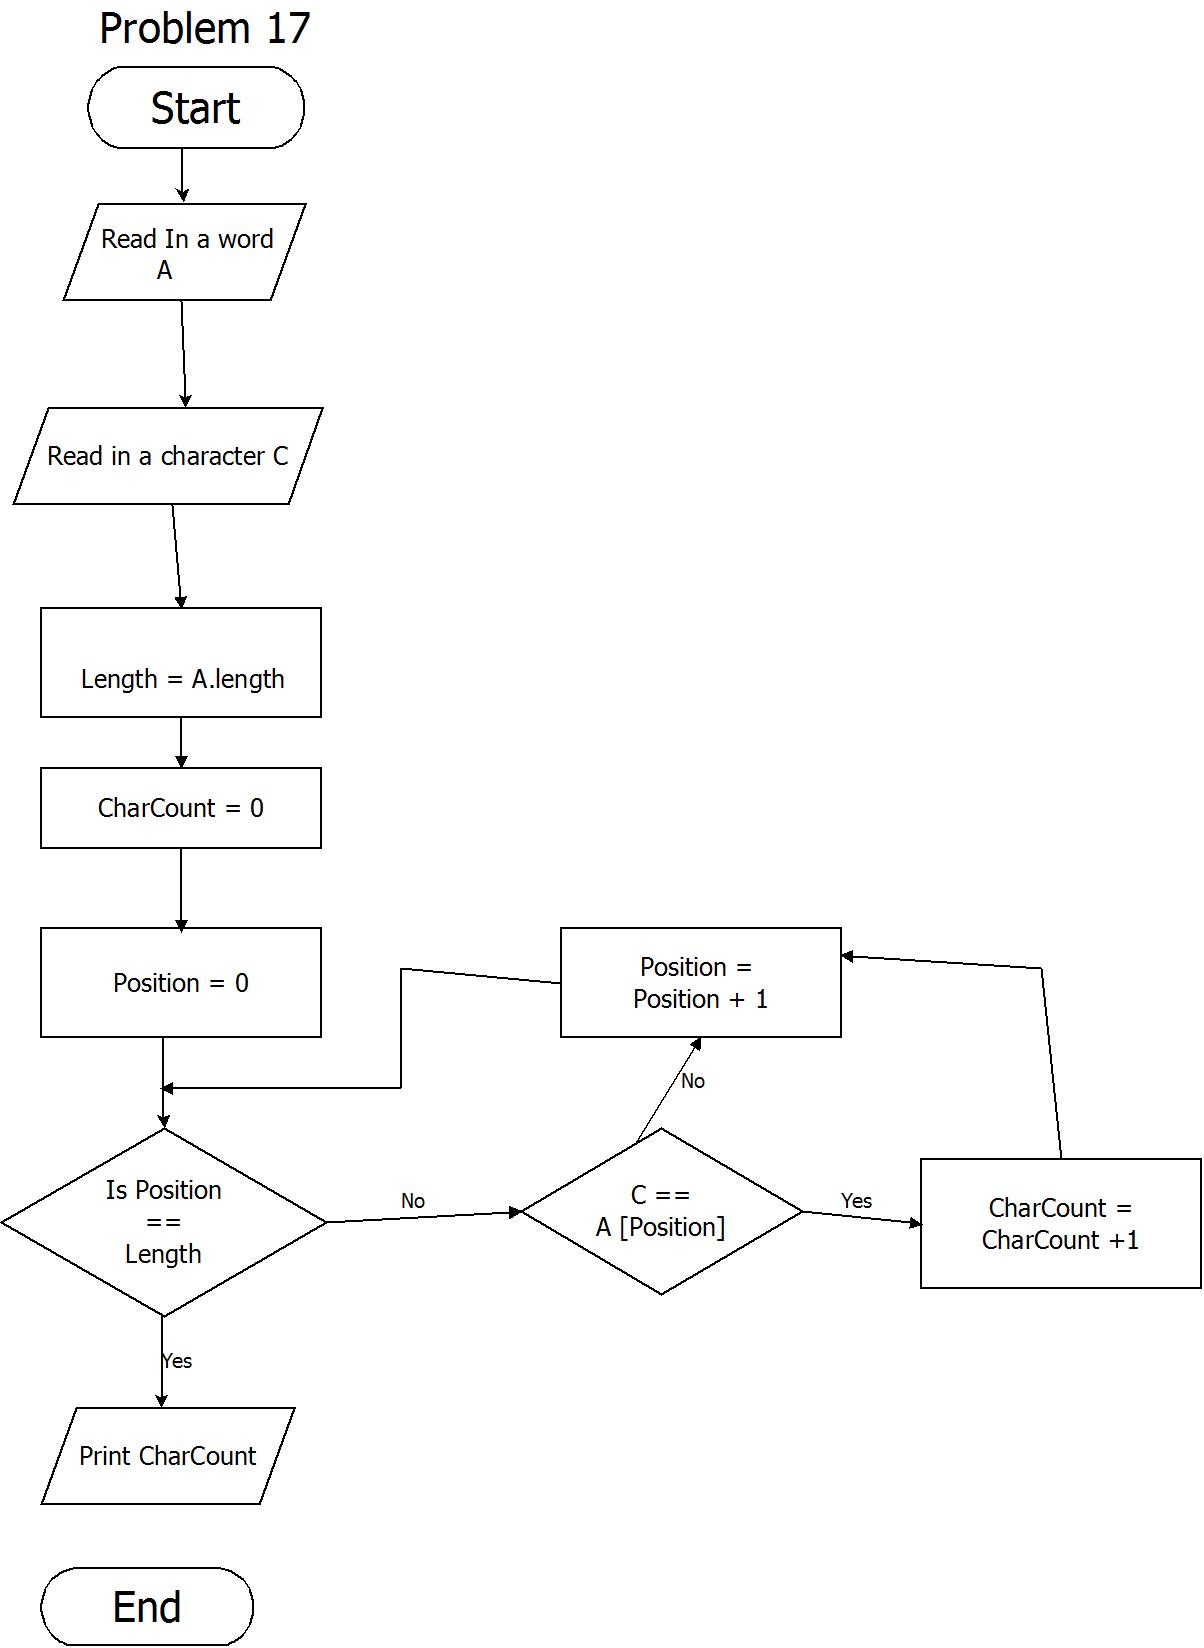 Problem 17
Start
Read In a word
A
Read in a character C
Length = A.length
CharCount = 0
Position = 0
Position =
Position + 1
No
Is Position
==
Length
No
C ==
A [Position]
Yes
CharCount =
CharCount +1
Yes
Print CharCount
End